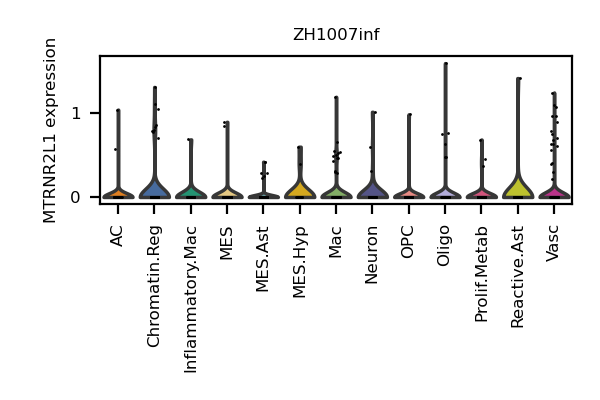 ZH1007inf
MTRNR2L1 expression
1
0
AC
Chromatin.Reg
Inflammatory.Mac
MES
MES.Ast
MES.Hyp
Mac
Neuron
OPC
Oligo
Prolif.Metab
Reactive.Ast
Vasc